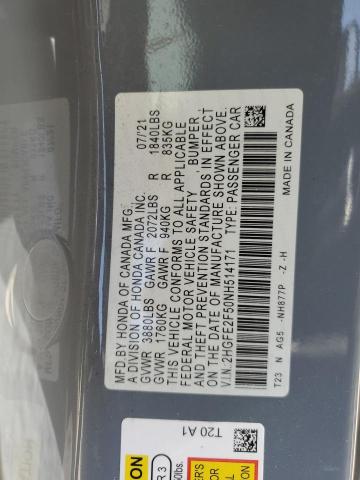 MFD BY HONDA OF CANADA MFG., 07/21
A DIVISION OF HONDA CANADA INC.
GVWR 3880LBS GAWR F 2072LBS R 1840LBS
GVWR 1760KG GAWR F 940KG R 835KG
THIS VEHICLE CONFORMS TO ALL APPLICABLE
FEDERAL MOTOR VEHICLE SAFETY, BUMPER,
AND THEFT PREVENTION STANDARDS IN EFFECT
ON THE DATE OF MANUFACTURE SHOWN ABOVE.
V.I.N:2HGFE2F50NH514171 TYPE:PASSENGER CAR
T23 N AG5 -NH877P -Z -H MADE IN CANADA
T20 A1
ION
R 3